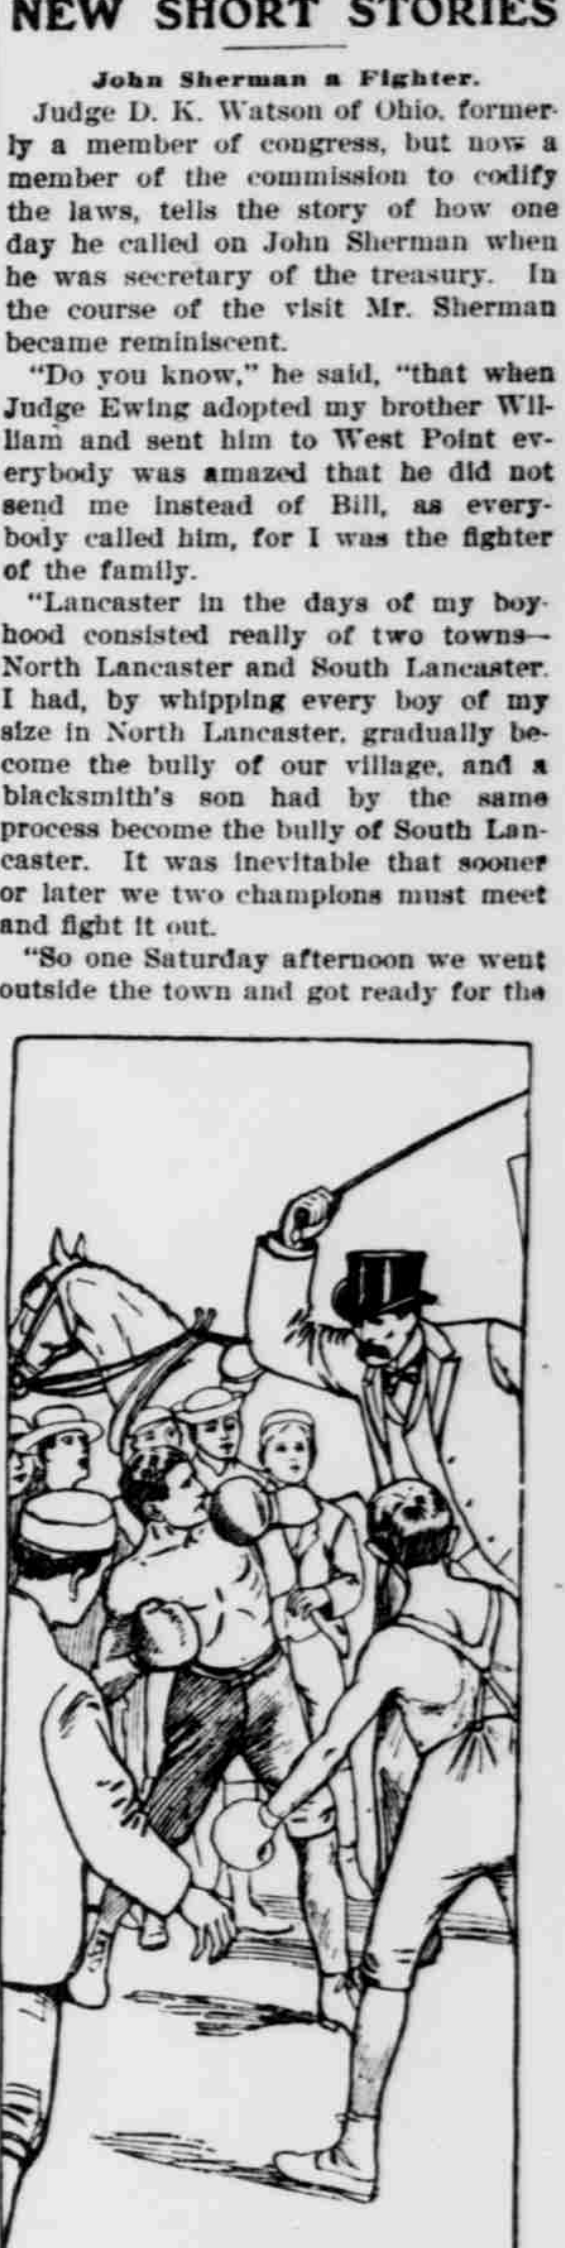 NEW SHORT STORIES
John Sherman a Fighter.
Judge D. K. Watson of Ohio, former-
ly a member of congress, but now a
member of the commission to codify
the laws, tells the story of how one
day he called on John Sherman when
he was secretary of the treasury. In
the course of the visit Mr. Sherman
became reminiscent.
"Do you know," he said, "that when
Judge Ewing adopted my brother Wil-
liam and sent him to West Point ev-
erybody was amazed that he did not
send me instead of Bill, as every-
body called him, for I was the fighter
of the family.
"Lancaster in the days of my boy-
hood consisted really of two towns—
North Lancaster and South Lancaster.
I had, by whipping every boy of my
size in North Lancaster, gradually be-
come the bully of our village, and a
blacksmith's son had by the same
process become the bully of South Lan-
caster. It was inevitable that sooner
or later we two champions must meet
and fight it out.
"So one Saturday afternoon we went
outside the town and got ready for the